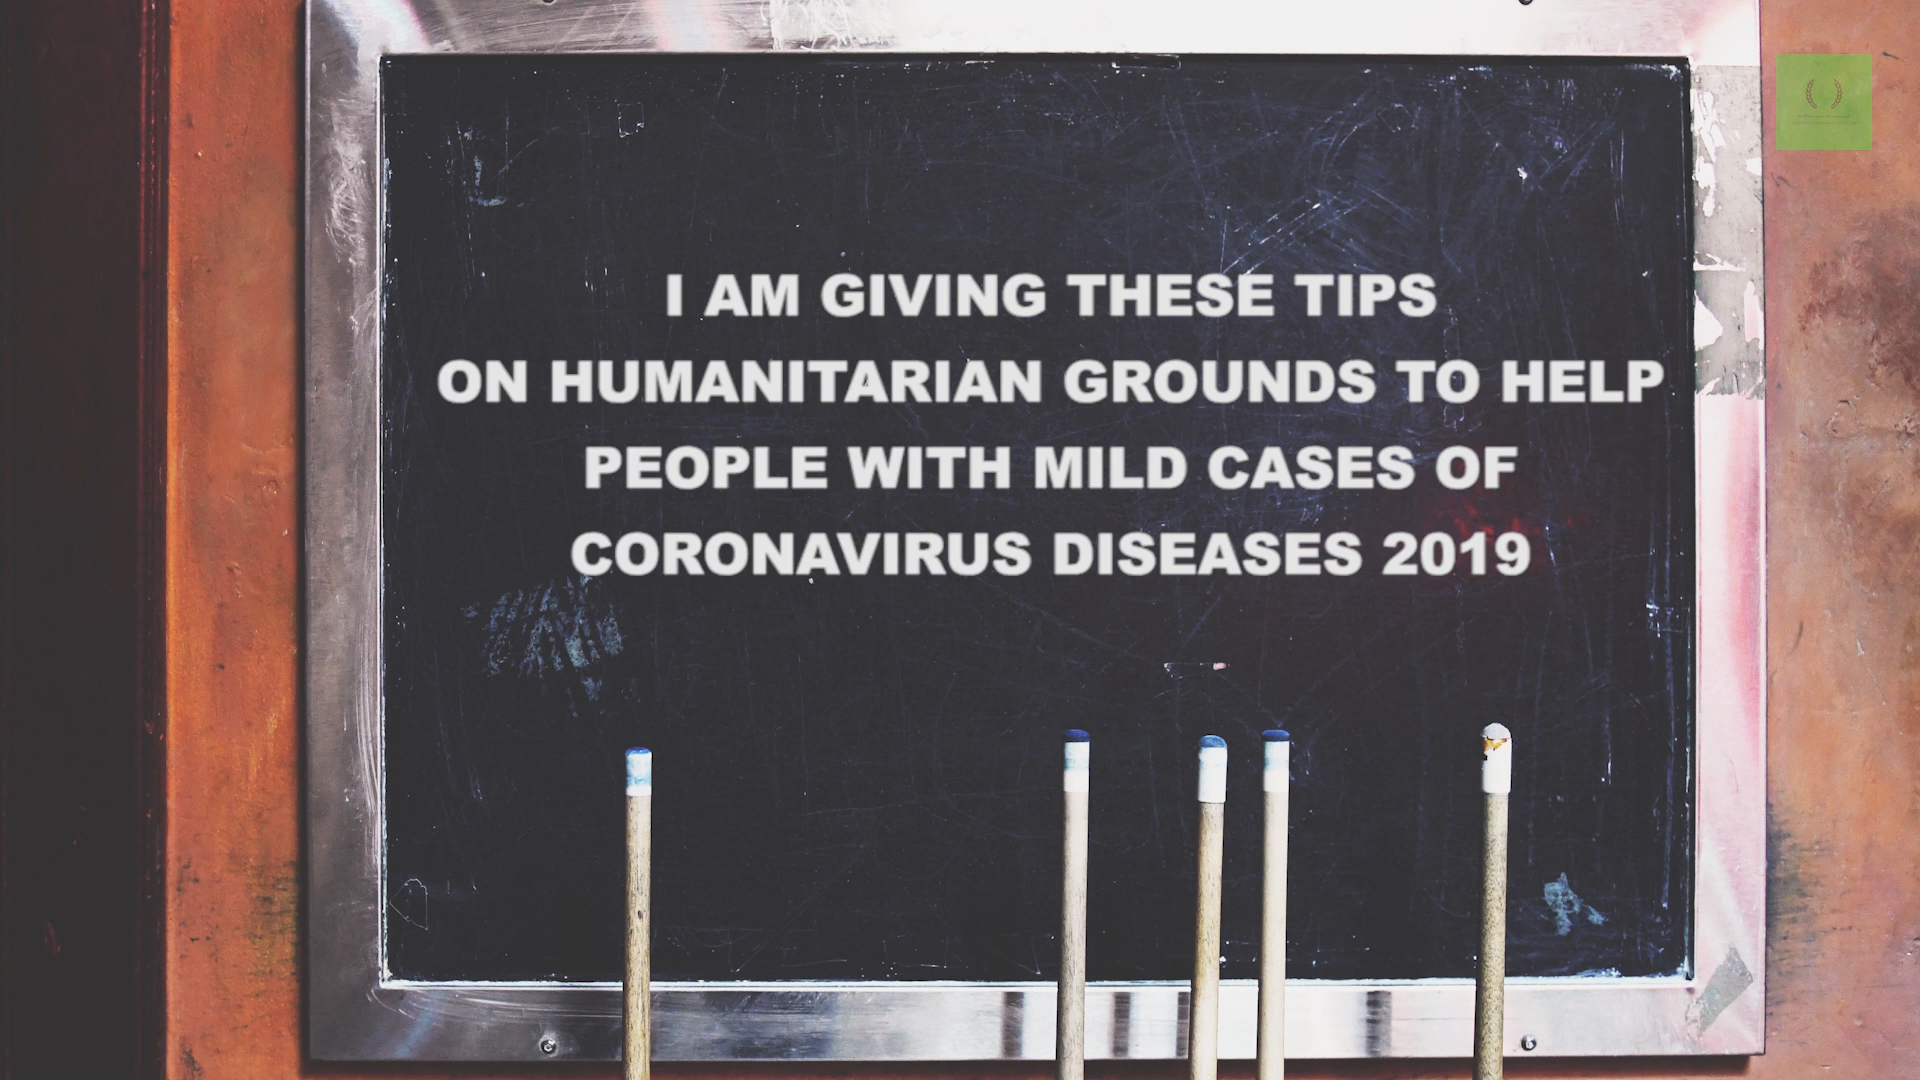 I AM GIVING THESE TIPS
ON HUMANITARIAN GROUNDS TO HELP
PEOPLE WITH MILD CASES OF
CORONAVIRUS DISEASES 2019